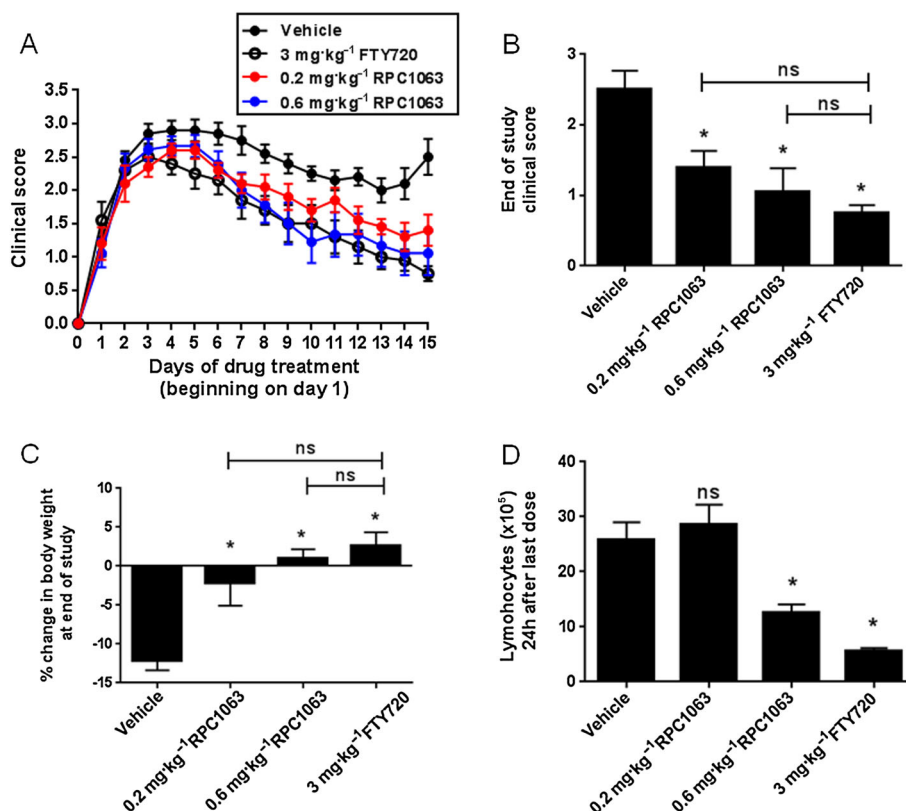 A
Vehicle
3 mg·kg⁻¹ FTY720
0.2 mg·kg⁻¹ RPC1063
0.6 mg·kg⁻¹ RPC1063
Clinical score
3.5
3.0
2.5
2.0
1.5
1.0
0.5
0.0
0 1 2 3 4 5 6 7 8 9 10 11 12 13 14 15
Days of drug treatment
(beginning on day 1)
B
End of study
clinical score
3
2
1
0
ns
ns
*
*
*
Vehicle
0.2 mg·kg⁻¹ RPC1063
0.6 mg·kg⁻¹ RPC1063
3 mg·kg⁻¹ FTY720
C
% change in body weight
at end of study
10
5
0
-5
-10
-15
ns
ns
*
*
*
Vehicle
0.2 mg·kg⁻¹RPC1063
0.6 mg·kg⁻¹RPC1063
3 mg·kg⁻¹FTY720
D
Lymohocytes (x10⁵)
24h after last dose
40
30
20
10
0
ns
*
*
Vehicle
0.2 mg·kg⁻¹RPC1063
0.6 mg·kg⁻¹RPC1063
3 mg·kg⁻¹FTY720